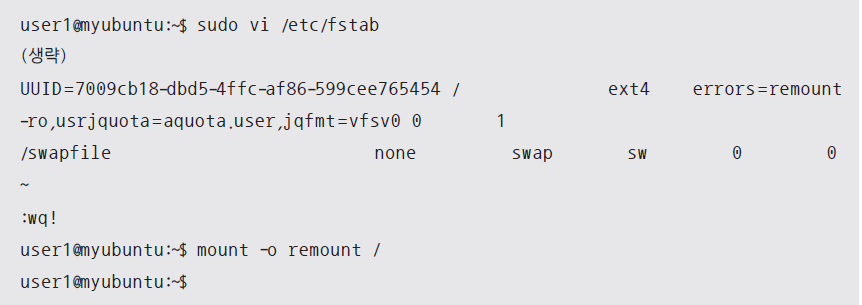 user1@myubuntu:~$ sudo vi /etc/fstab
(생략)
UUID=7009cb18-dbd5-4ffc-af86-599cee765454 / ext4 errors=remount
-ro,usrjquota=aquota.user,jqfmt=vfsv0 0 1
/swapfile none swap sw 0 0
~
:wq!
user1@myubuntu:~$ mount -o remount /
user1@myubuntu:~$